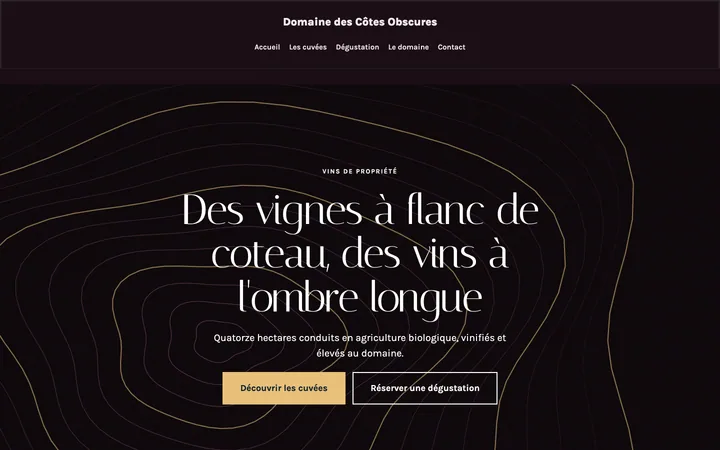 Domaine des Côtes Obscures
Accueil Les cuvées Dégustation Le domaine Contact
VINS DE PROPRIÉTÉ
Des vignes à flanc de
coteau, des vins à
l'ombre longue
Quatorze hectares conduits en agriculture biologique, vinifiés et
élevés au domaine.
Découvrir les cuvées Réserver une dégustation